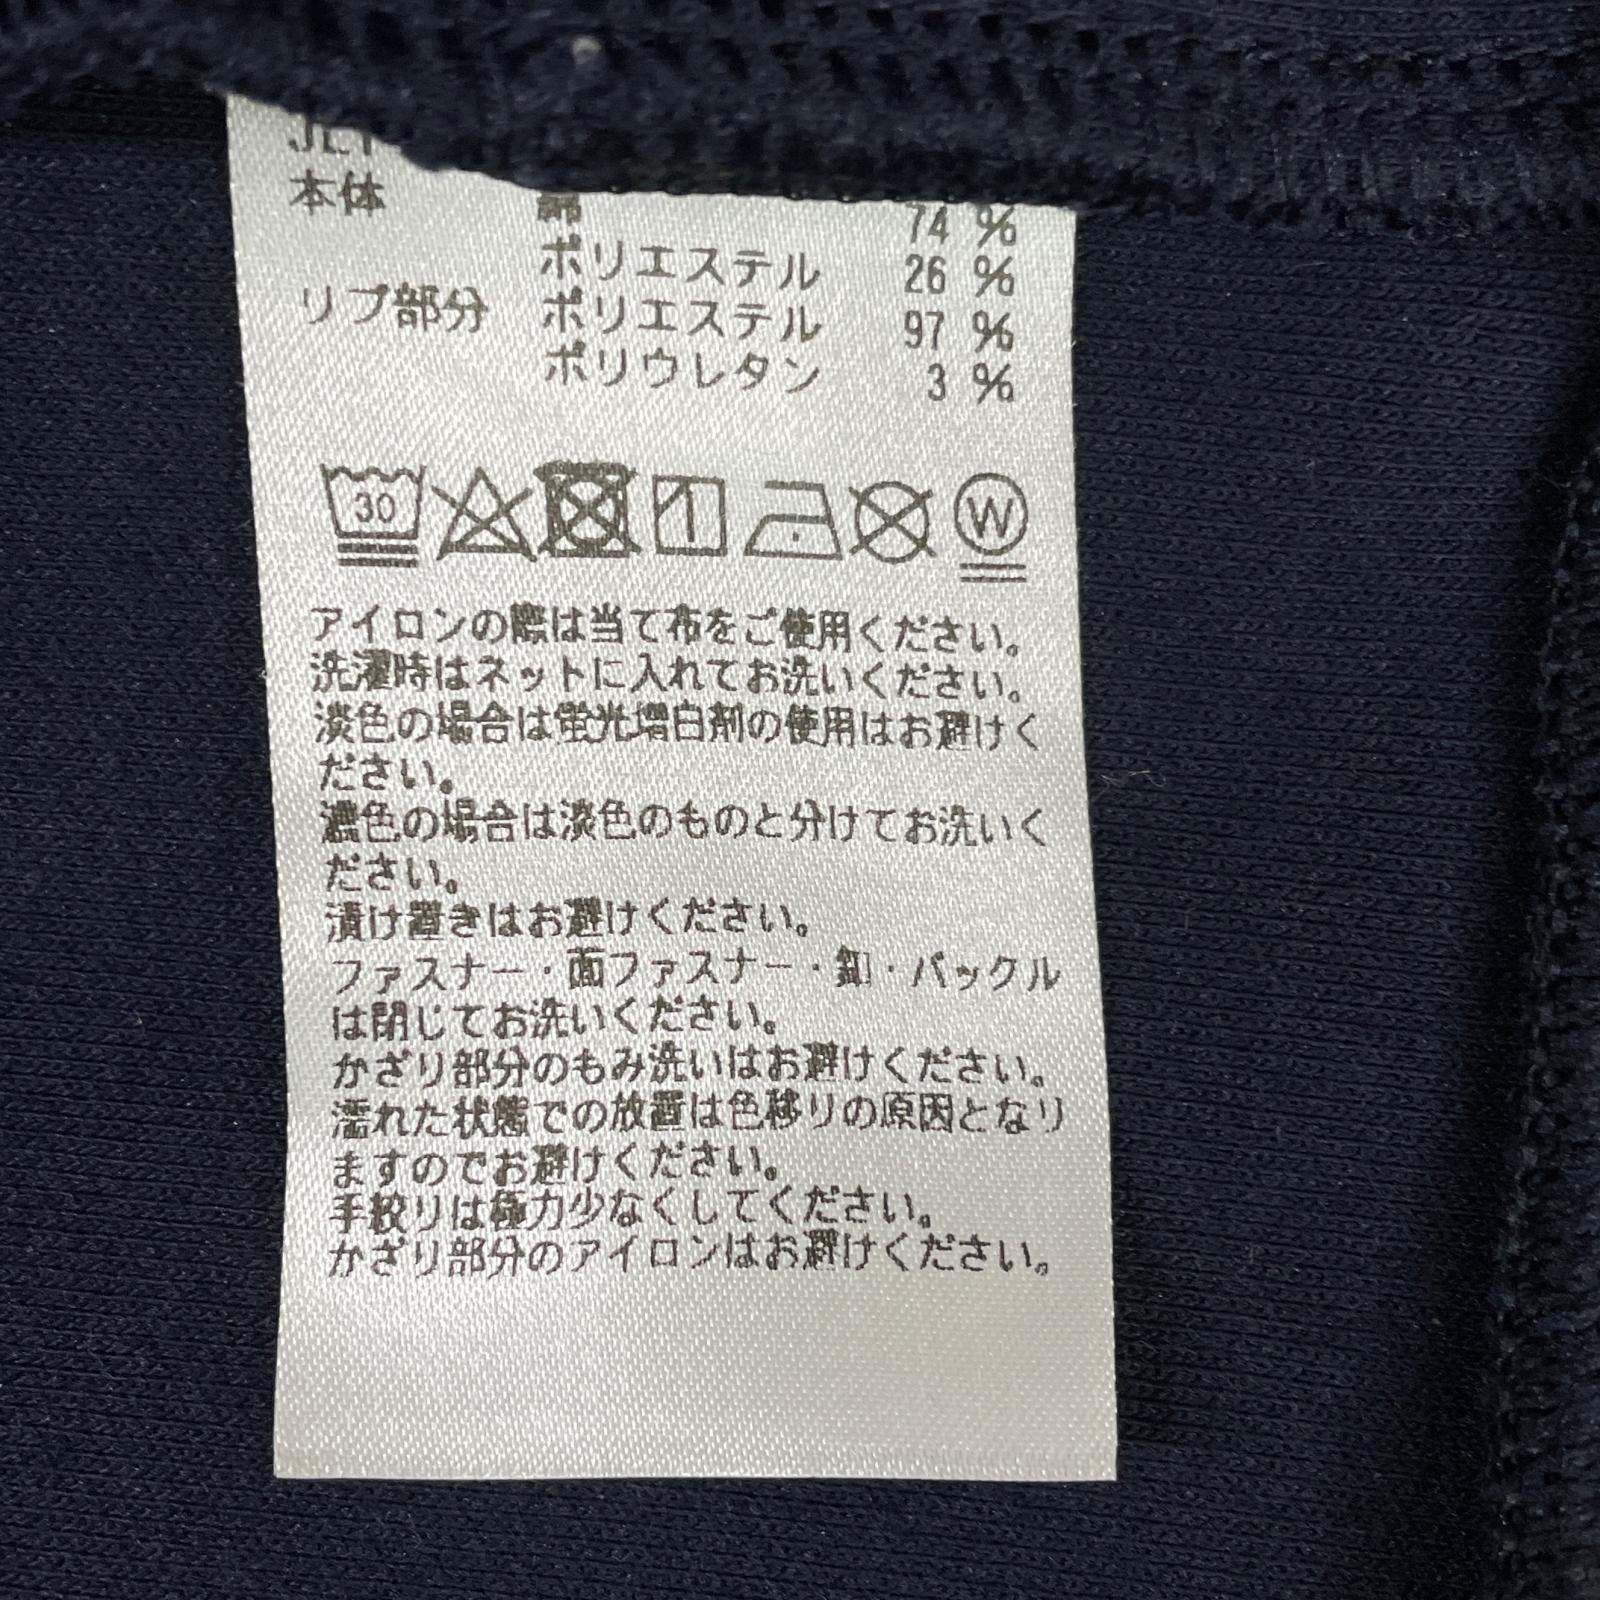 本体 綿 74 %
ポリエステル 26 %
リブ部分 ポリエステル 97 %
ポリウレタン 3 %
30 W
アイロンの際は当て布をご使用ください。
洗濯時はネットに入れてお洗いください。
淡色の場合は蛍光増白剤の使用はお避けく
ださい。
濃色の場合は淡色のものと分けてお洗いく
ださい。
漬け置きはお避けください。
ファスナー・面ファスナー・釦・バックル
は閉じてお洗いください。
かざり部分のもみ洗いはお避けください。
濡れた状態での放置は色移りの原因となり
ますのでお避けください。
手絞りは極力少なくしてください。
かざり部分のアイロンはお避けください。